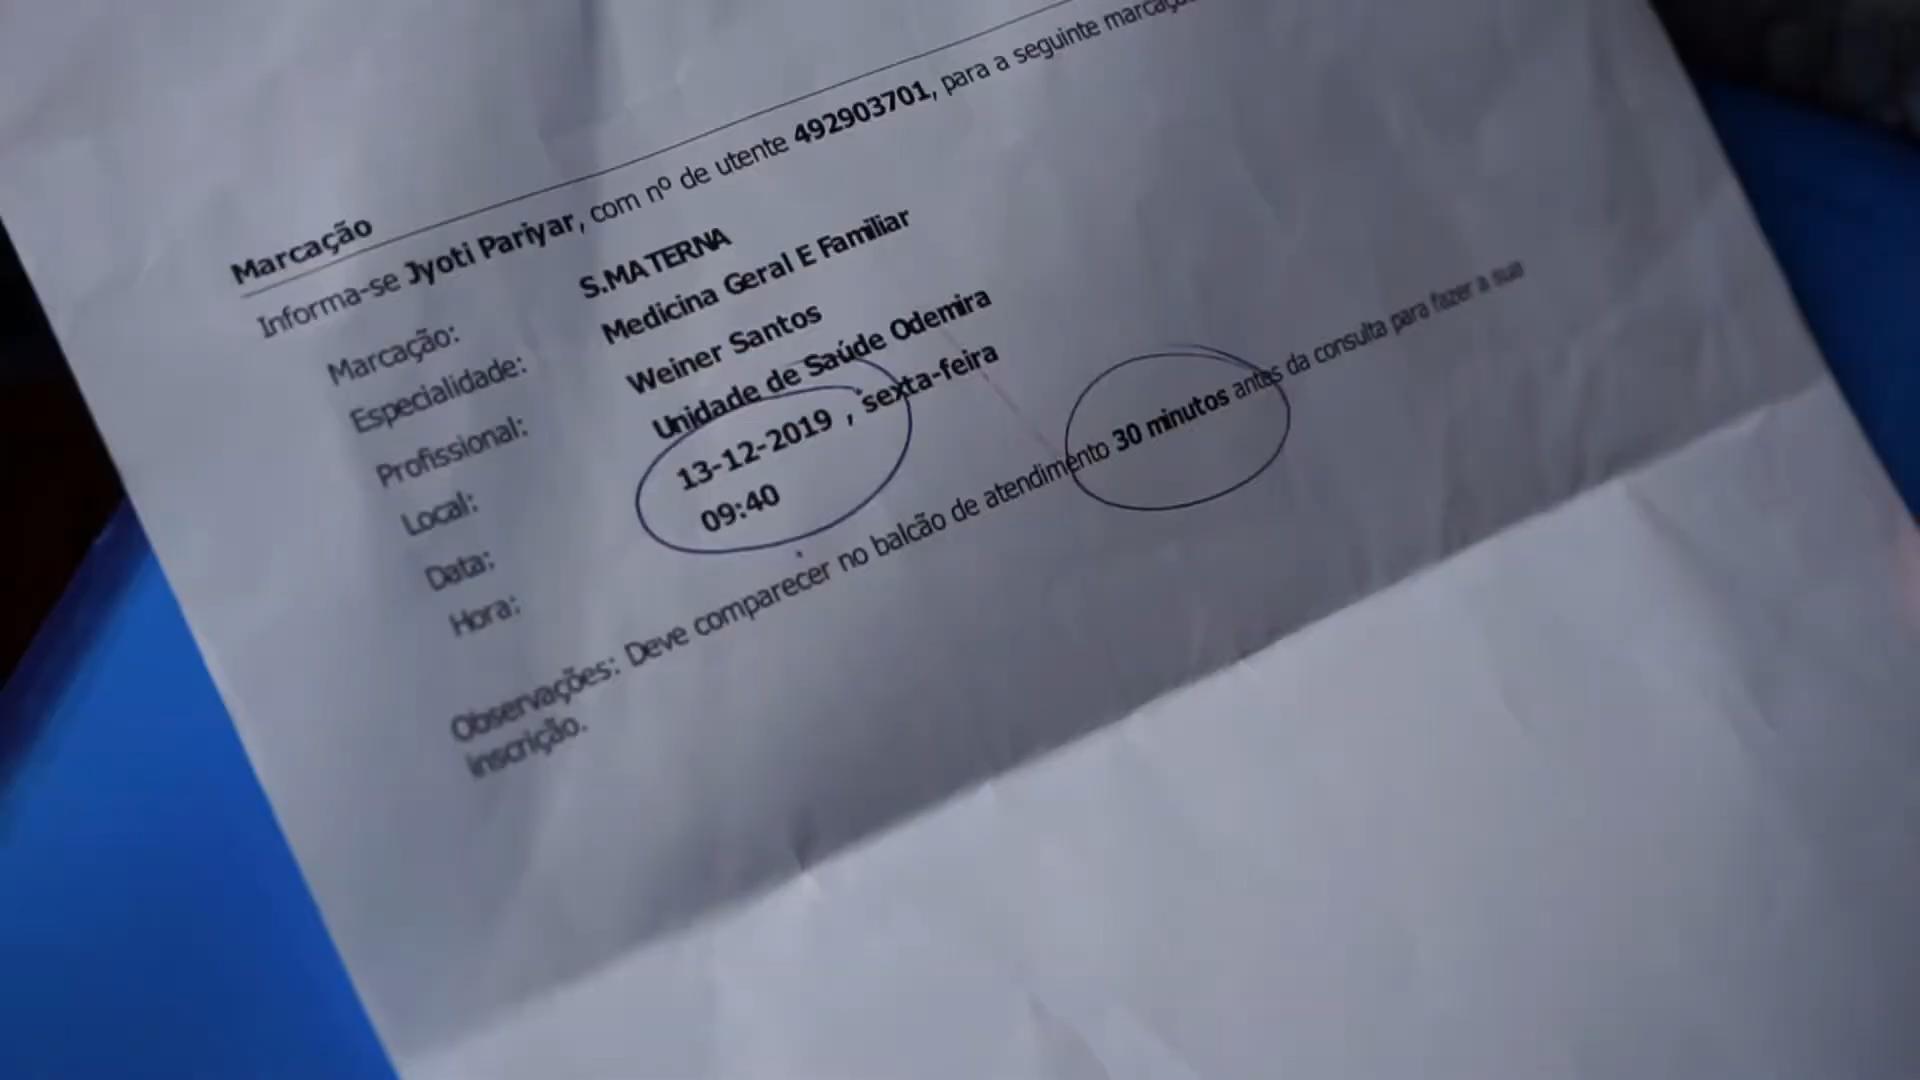 Marcação
Informa-se Jyoti Pariyar, com nº de utente 492903701, para a seguinte
Marcação: S.MATERNA
Especialidade: Medicina Geral E Familiar
Profissional: Weiner Santos
Local: Unidade de Saúde Odemira
Data: 13-12-2019 , sexta-feira
Hora: 09:40
Observações: Deve comparecer no balcão de atendimento 30 minutos antes da consulta para fazer a sua
inscrição.